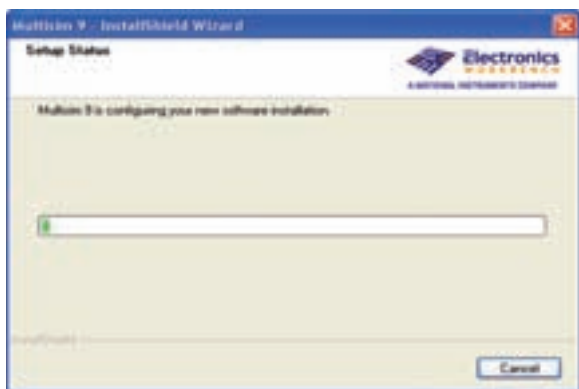 Multisim 9 - InstallShield Wizard
Setup Status
Electronics
WORKBENCH
A NATIONAL INSTRUMENTS COMPANY
Multisim 9 is configuring your new software installation.
InstallShield
Cancel